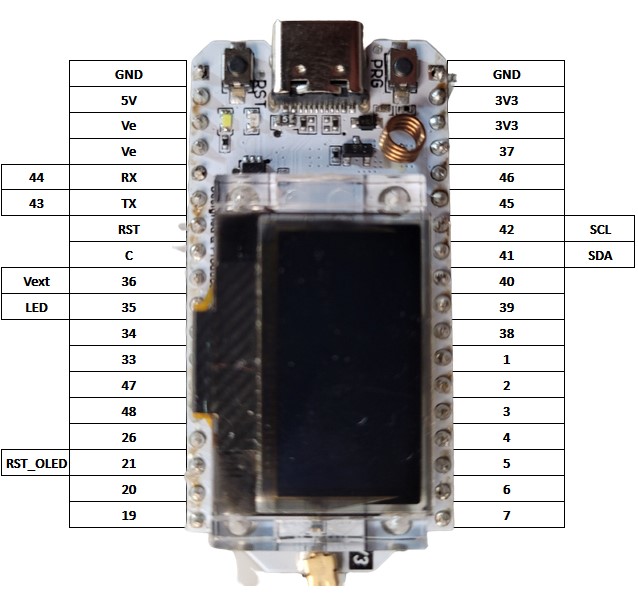 GND
5V
Ve
Ve
44 RX
43 TX
RST
C
Vext 36
LED 35
34
33
47
48
26
RST_OLED 21
20
19
RST
PRG
GND
3V3
3V3
37
46
45
42 SCL
41 SDA
40
39
38
1
2
3
4
5
6
7